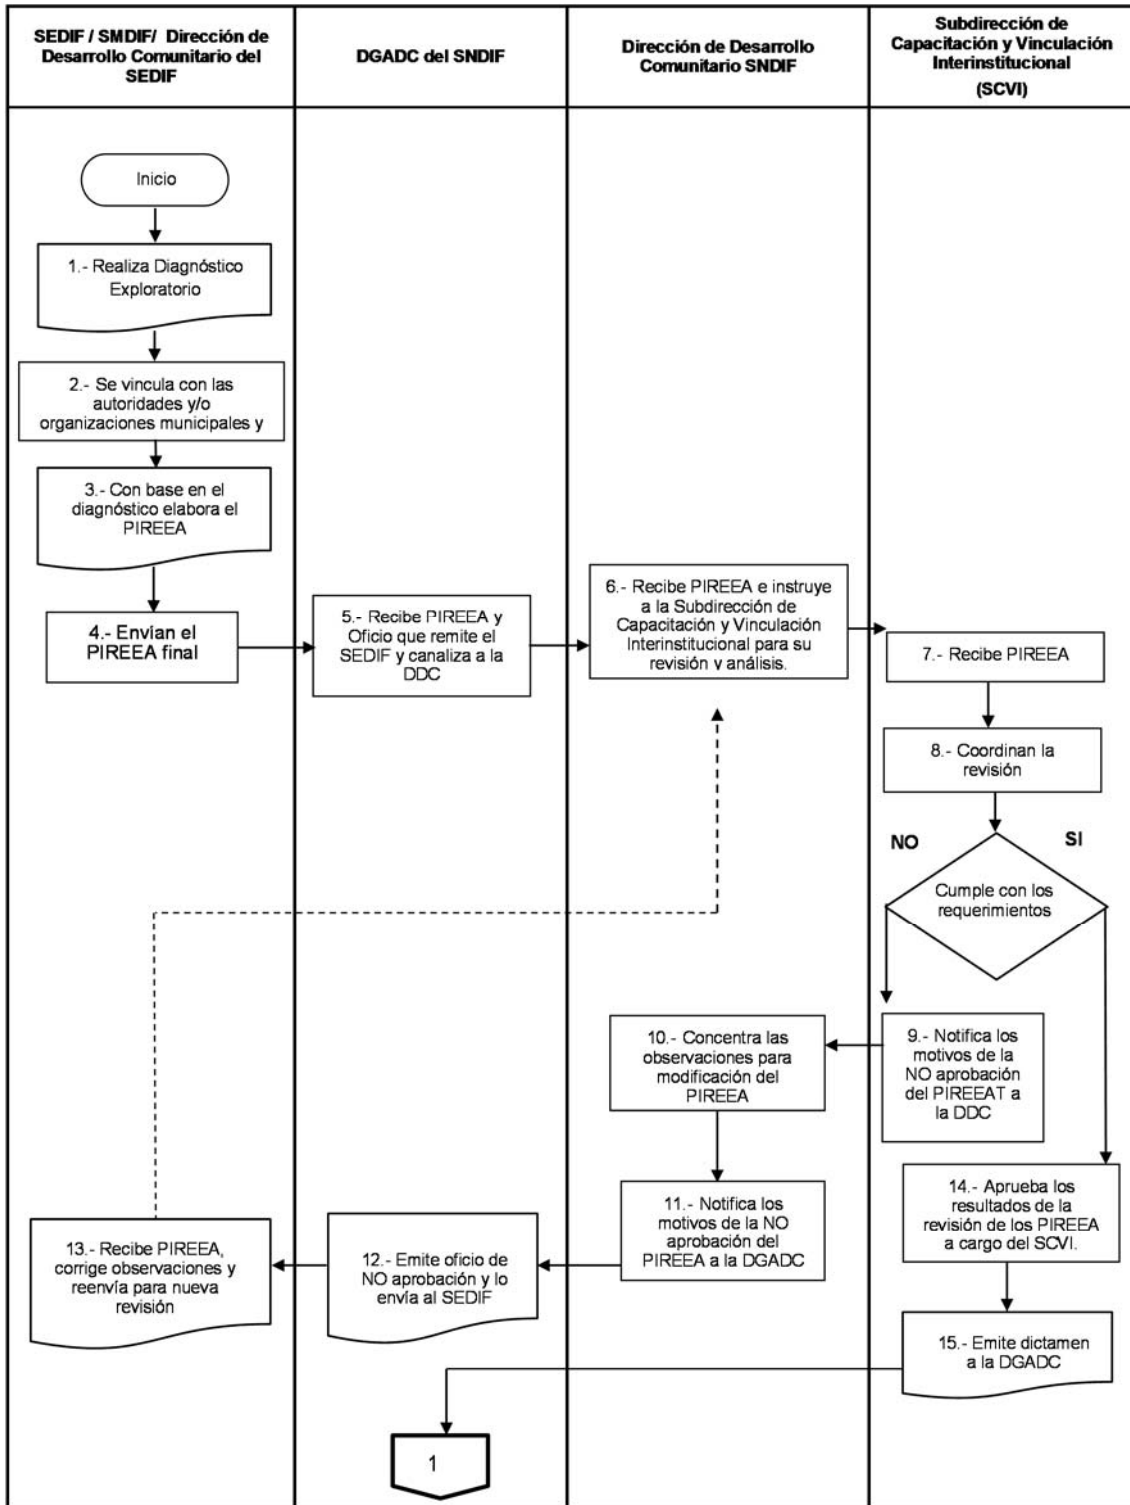 SEDIF / SMDIF/ Dirección de
Desarrollo Comunitario del
SEDIF
DGADC del SNDIF
Dirección de Desarrollo
Comunitario SNDIF
Subdirección de
Capacitación y Vinculación
Interinstitucional
(SCVI)
Inicio
1.- Realiza Diagnóstico
Exploratorio
2.- Se vincula con las
autoridades y/o
organizaciones municipales y
3.- Con base en el
diagnóstico elabora el
PIREEA
4.- Envían el
PIREEA final
5.- Recibe PIREEA y
Oficio que remite el
SEDIF y canaliza a la
DDC
6.- Recibe PIREEA e instruye
a la Subdirección de
Capacitación y Vinculación
Interinstitucional para su
revisión y análisis.
7.- Recibe PIREEA
8.- Coordinan la
revisión
NO
SI
Cumple con los
requerimientos
9.- Notifica los
motivos de la
NO aprobación
del PIREEAT a
la DDC
10.- Concentra las
observaciones para
modificación del
PIREEA
11.- Notifica los
motivos de la NO
aprobación del
PIREEA a la DGADC
12.- Emite oficio de
NO aprobación y lo
envía al SEDIF
13.- Recibe PIREEA,
corrige observaciones y
reenvía para nueva
revisión
14.- Aprueba los
resultados de la
revisión de los PIREEA
a cargo del SCVI.
15.- Emite dictamen
a la DGADC
1